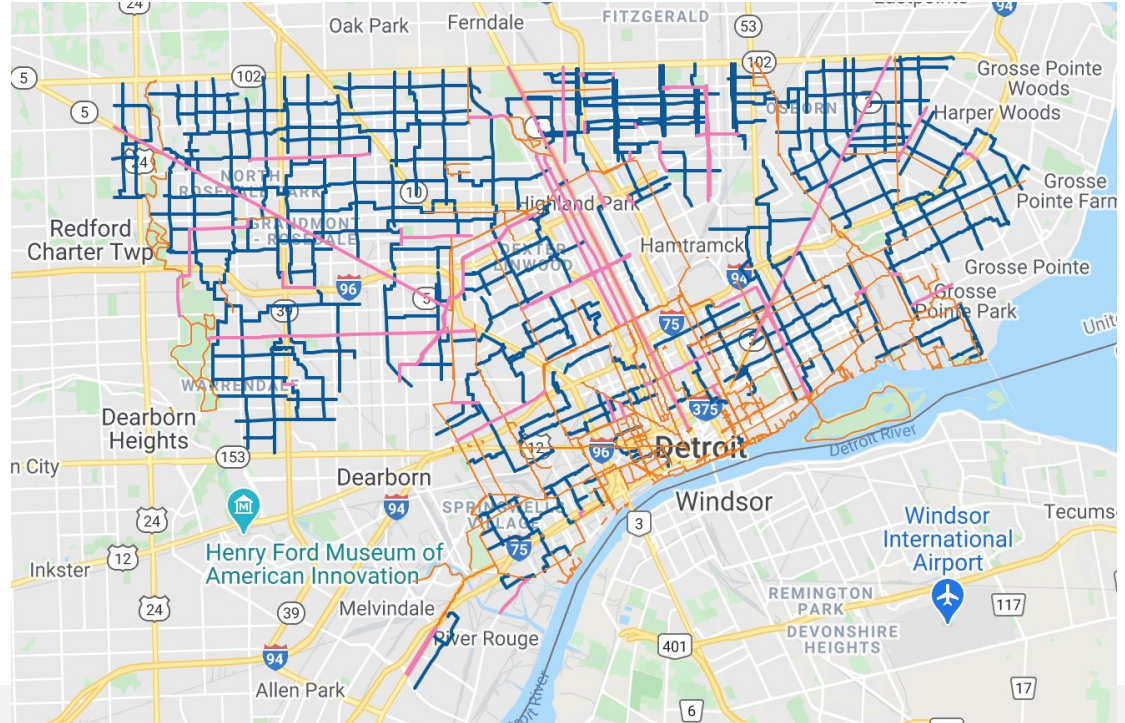 24
Oak Park
Ferndale
FITZGERALD
53
94
5
102
102
Grosse Pointe
Woods
5
OSBORN
3
Harper Woods
24
NORTH
ROSEDALE PARK
10
Highland Park
Grosse
Pointe Farm
Redford
Charter Twp
GRANDMONT
- ROSEDALE
DEXTER
LINWOOD
Hamtramck
94
Grosse Pointe
96
5
39
75
Grosse
Pointe Park
3
WARRENDALE
375
Dearborn
Heights
12
96
Detroit
Detroit River
n City
153
Dearborn
94
Windsor
SPRINGWELLS
VILLAGE
3
24
Windsor
International
Airport
Tecums
75
Henry Ford Museum of
American Innovation
12
Inkster
24
39
Melvindale
River Rouge
REMINGTON
PARK
117
DEVONSHIRE
HEIGHTS
401
94
Allen Park
17
6